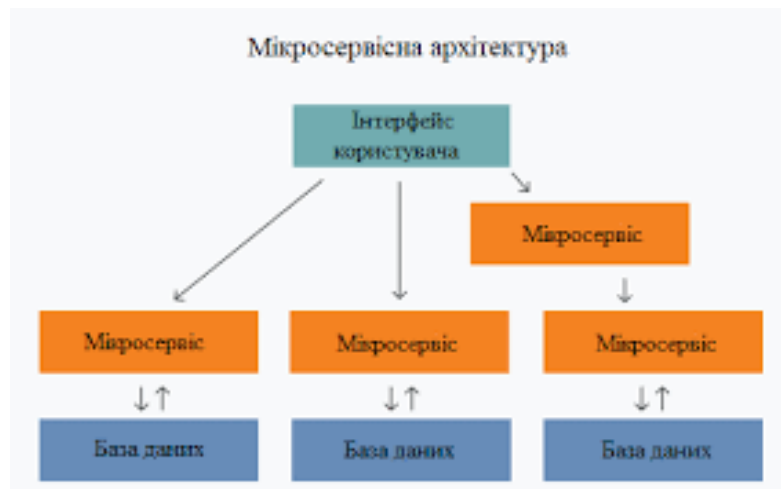 Мікросервісна архітектура
Інтерфейс
користувача
Мікросервіс
Мікросервіс
Мікросервіс
Мікросервіс
База даних
База даних
База даних